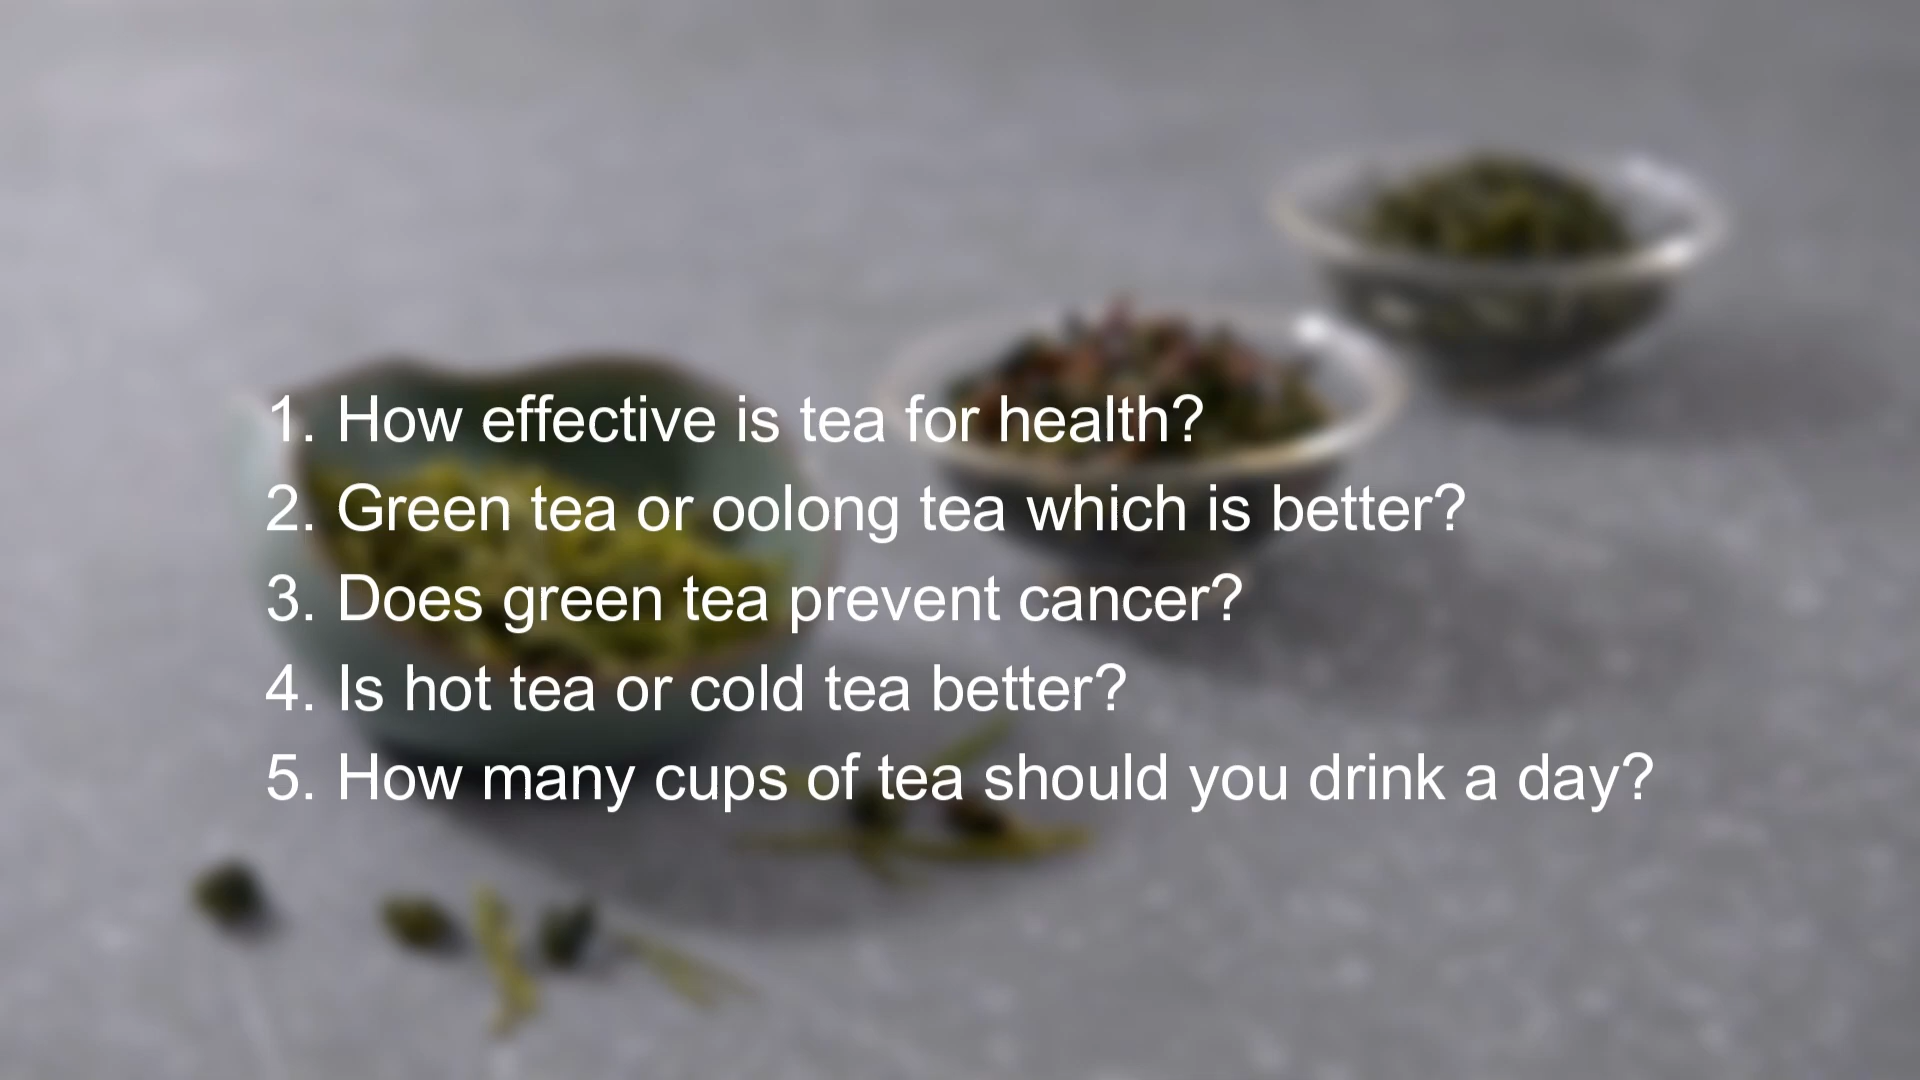 1. How effective is tea for health?
2. Green tea or oolong tea which is better?
3. Does green tea prevent cancer?
4. Is hot tea or cold tea better?
5. How many cups of tea should you drink a day?